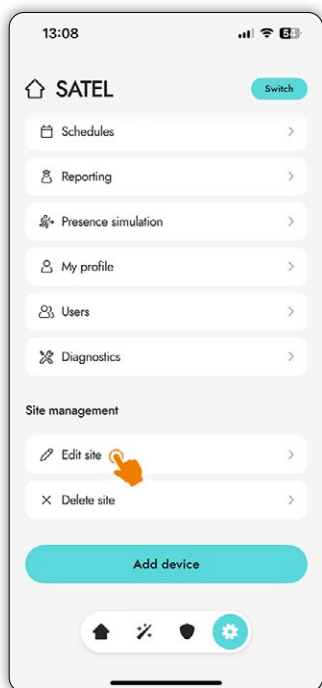 13:08
54
SATEL
Switch
Schedules
Reporting
Presence simulation
My profile
Users
Diagnostics
Site management
Edit site
Delete site
Add device